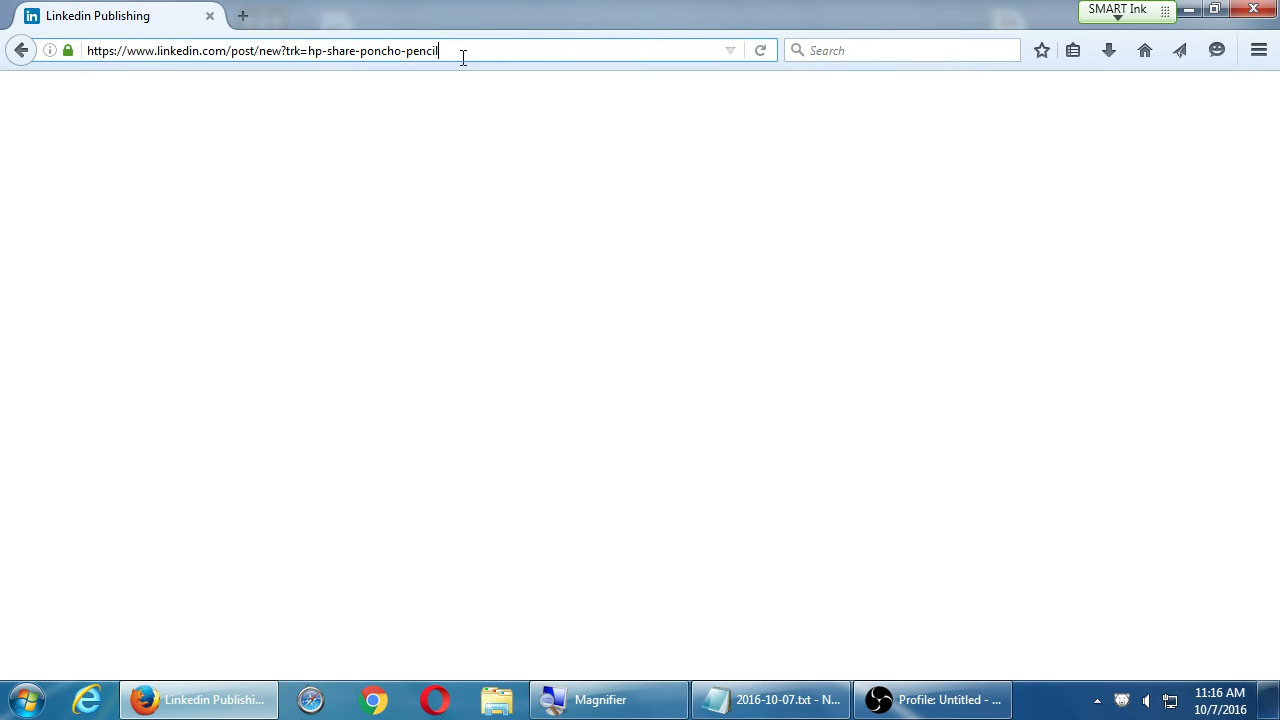 Linkedin Publishing
SMART Ink
https://www.linkedin.com/post/new?trk=hp-share-poncho-pencil
Search
Linkedin Publishi...
Magnifier
2016-10-07.txt - N...
Profile: Untitled - ...
11:16 AM
10/7/2016